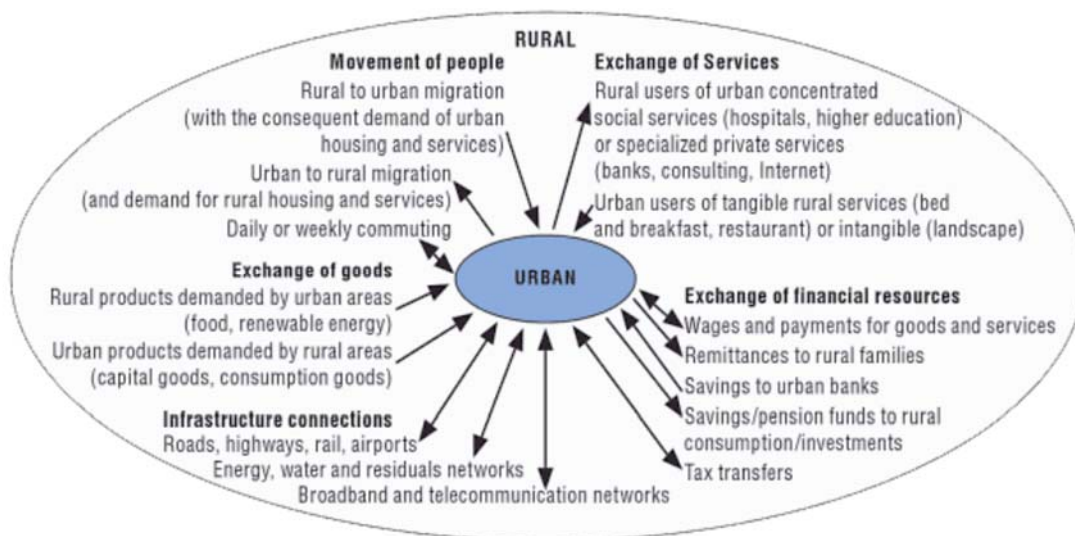 RURAL
Movement of people
Rural to urban migration
(with the consequent demand of urban
housing and services)
Urban to rural migration
(and demand for rural housing and services)
Daily or weekly commuting
Exchange of goods
Rural products demanded by urban areas
(food, renewable energy)
Urban products demanded by rural areas
(capital goods, consumption goods)
Infrastructure connections
Roads, highways, rail, airports
Energy, water and residuals networks
Broadband and telecommunication networks
URBAN
Exchange of Services
Rural users of urban concentrated
social services (hospitals, higher education)
or specialized private services
(banks, consulting, Internet)
Urban users of tangible rural services (bed
and breakfast, restaurant) or intangible (landscape)
Exchange of financial resources
Wages and payments for goods and services
Remittances to rural families
Savings to urban banks
Savings/pension funds to rural
consumption/investments
Tax transfers